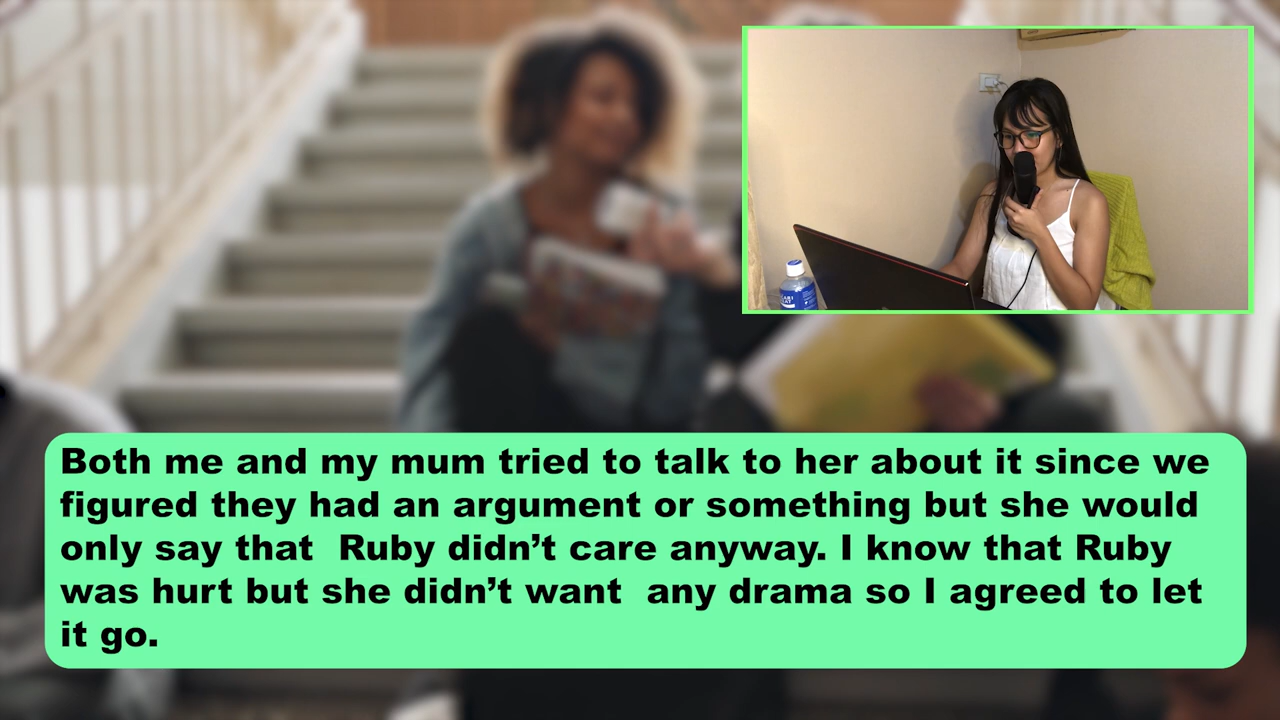 Both me and my mum tried to talk to her about it since we
figured they had an argument or something but she would
only say that  Ruby didn’t care anyway. I know that Ruby
was hurt but she didn’t want  any drama so I agreed to let
it go.